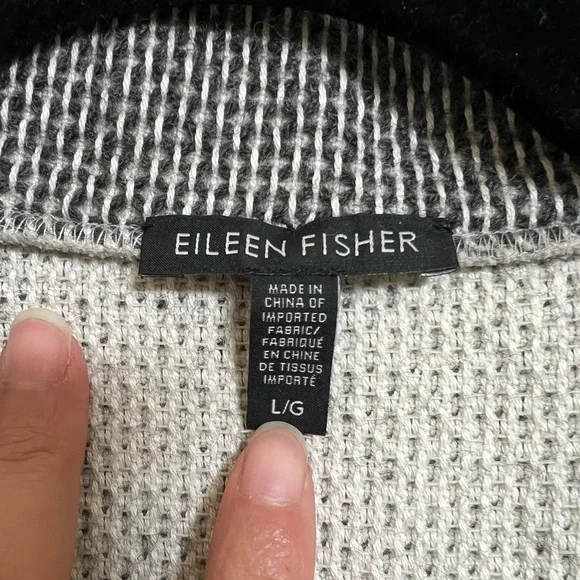 EILEEN FISHER
MADE IN
CHINA OF
IMPORTED
FABRIC/
FABRIQUÉ
EN CHINE
DE TISSUS
IMPORTÉ
L/G